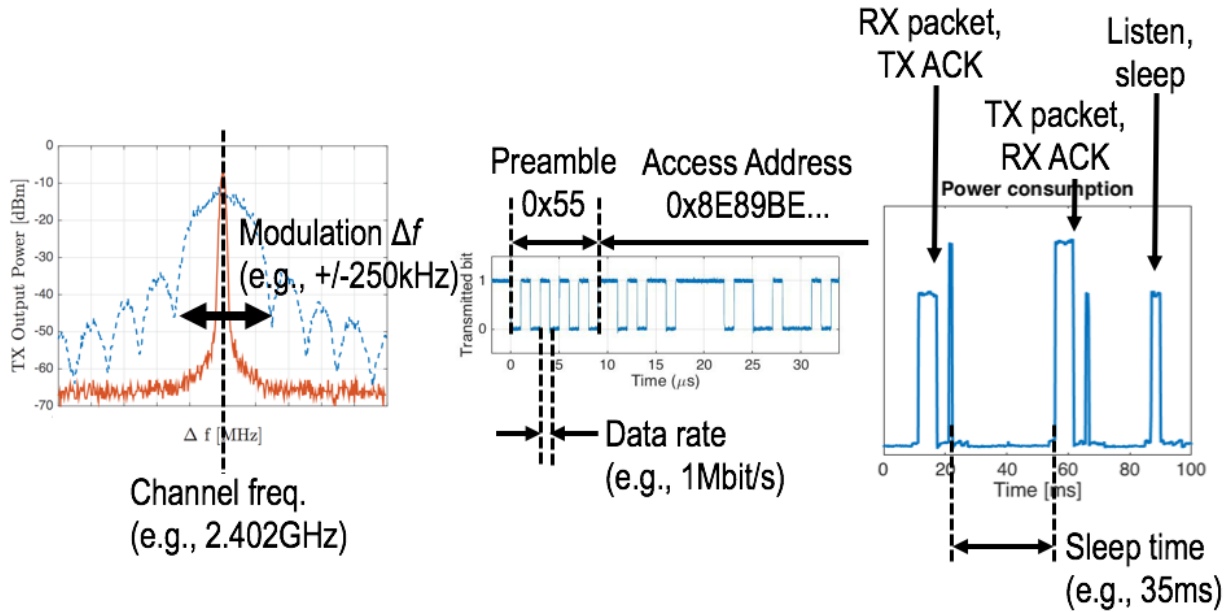 RX packet,
TX ACK
Listen,
sleep
TX packet,
RX ACK
Power consumption
0
20
40
60
80
100
Time [ms]
Sleep time
(e.g., 35ms)
Preamble
0x55
Access Address
0x8E89BE...
Transmitted bit
1
0
0
5
10
15
20
25
30
Time (μs)
Data rate
(e.g., 1Mbit/s)
TX Output Power [dBm]
0
-10
-20
-30
-40
-50
-60
-70
Modulation Δf
(e.g., +/-250kHz)
Δ f [MHz]
Channel freq.
(e.g., 2.402GHz)